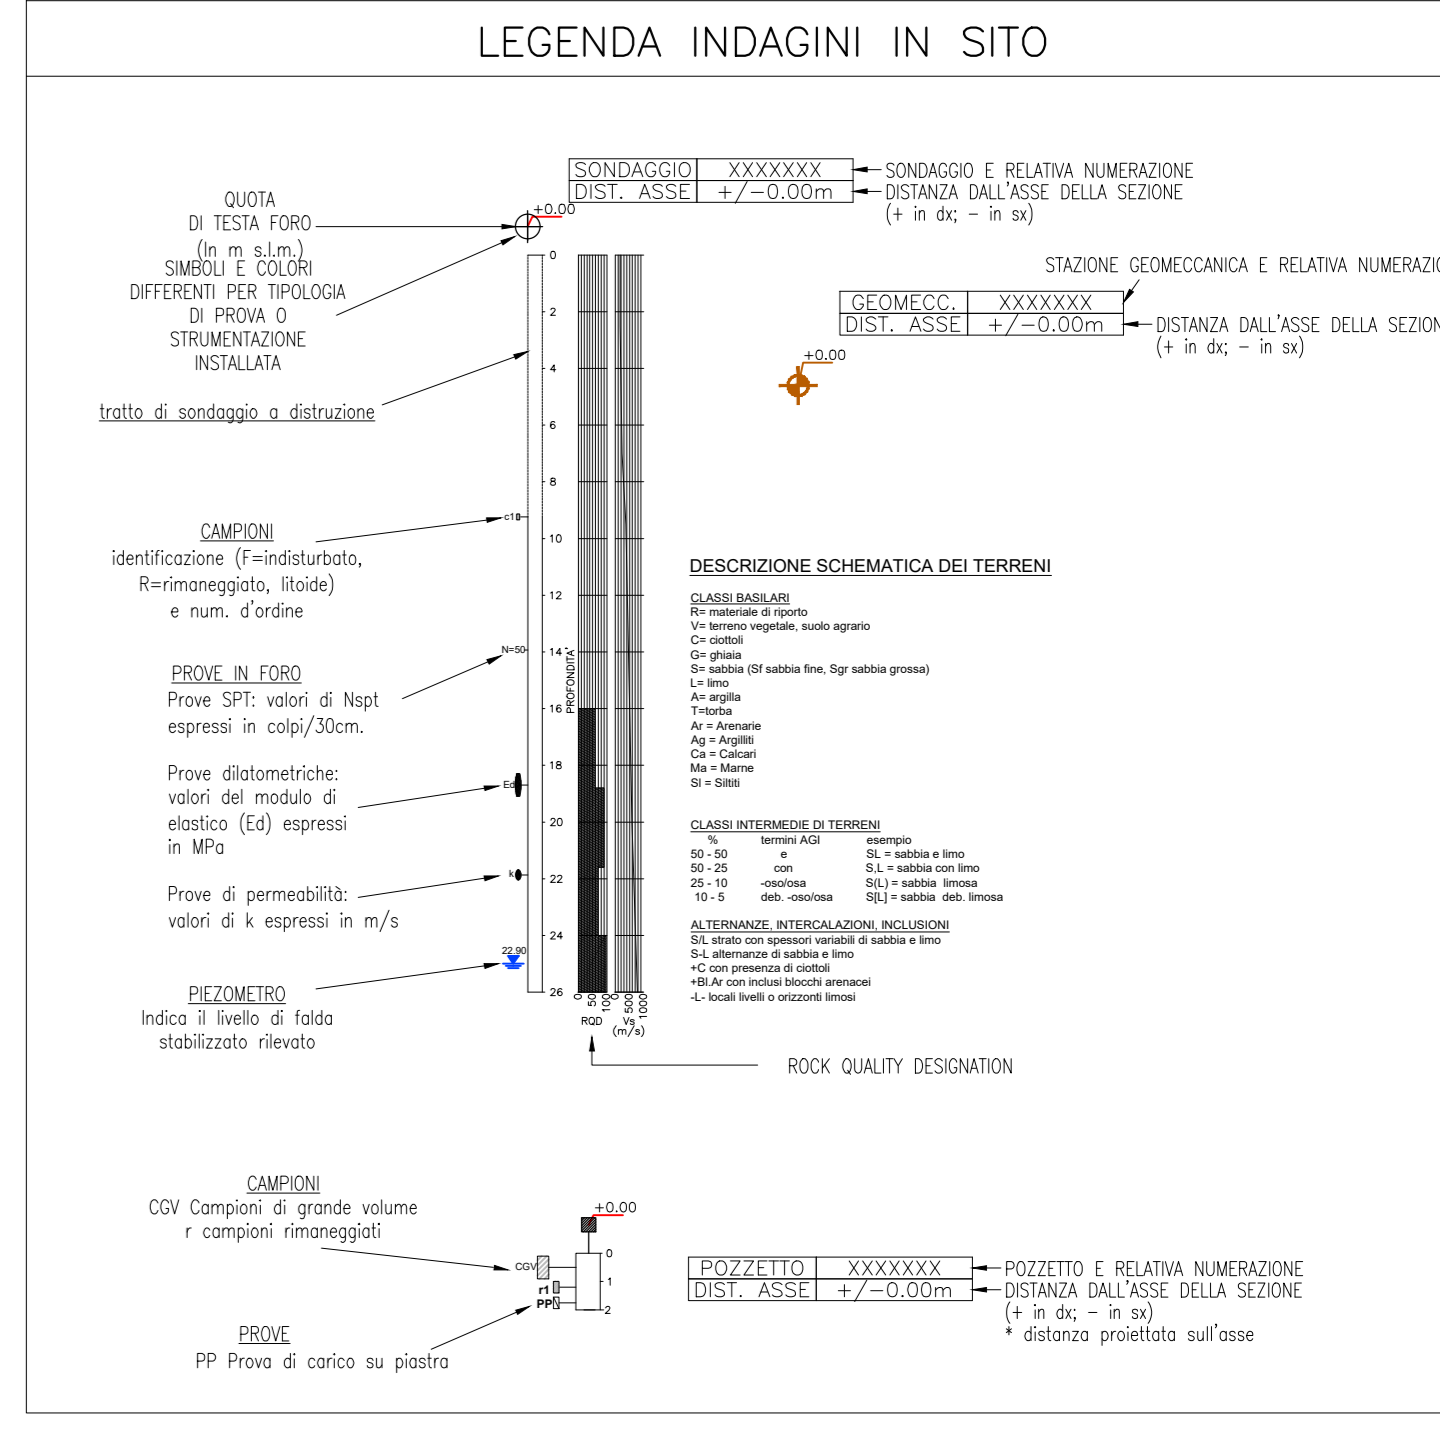 LEGENDA INDAGINI IN SITO
SONDAGGIO XXXXXXX
DIST. ASSE +/-0.00m
SONDAGGIO E RELATIVA NUMERAZIONE
DISTANZA DALL'ASSE DELLA SEZIONE
(+ in dx; - in sx)
QUOTA
DI TESTA FORO
(In m s.l.m.)
SIMBOLI E COLORI
DIFFERENTI PER TIPOLOGIA
DI PROVA O
STRUMENTAZIONE
INSTALLATA
+0.00
tratto di sondaggio a distruzione
STAZIONE GEOMECCANICA E RELATIVA
GEOMECC. XXXXXXX
DIST. ASSE +/-0.00m
DISTANZA DALL'ASSE DELLA
(+ in dx; - in sx)
+0.00
CAMPIONI
identificazione (F=indisturbato,
R=rimaneggiato, litoide)
e num. d'ordine
PROVE IN FORO
Prove SPT: valori di Nspt
espressi in colpi/30cm.
Prove dilatometriche:
valori del modulo di
elastico (Ed) espressi
in MPa
Prove di permeabilità:
valori di k espressi in m/s
PIEZOMETRO
Indica il livello di falda
stabilizzato rilevato
c1
N=50
Ed
k
22.90
0
2
4
6
8
10
12
14
16
18
20
22
24
26
PROFONDITA'
0 50 100
RQD
0 500 1000
Vs
(m/s)
ROCK QUALITY DESIGNATION
DESCRIZIONE SCHEMATICA DEI TERRENI
CLASSI BASILARI
R= materiale di riporto
V= terreno vegetale, suolo agrario
C= ciottoli
G= ghiaia
S= sabbia (Sf sabbia fine, Sgr sabbia grossa)
L= limo
A= argilla
T=torba
Ar = Arenarie
Ag = Argilliti
Ca = Calcari
Ma = Marne
Sl = Siltiti
CLASSI INTERMEDIE DI TERRENI
% termini AGI esempio
50 - 50 e SL = sabbia e limo
50 - 25 con S,L = sabbia con limo
25 - 10 -oso/osa S(L) = sabbia limosa
10 - 5 deb. -oso/osa S[L] = sabbia deb. limosa
ALTERNANZE, INTERCALAZIONI, INCLUSIONI
S/L strato con spessori variabili di sabbia e limo
S-L alternanze di sabbia e limo
+C con presenza di ciottoli
+Bl.Ar con inclusi blocchi arenacei
-L- locali livelli o orizzonti limosi
CAMPIONI
CGV Campioni di grande volume
r campioni rimaneggiati
+0.00
CGV
r1
PP
0
1
2
PROVE
PP Prova di carico su piastra
POZZETTO XXXXXXX
DIST. ASSE +/-0.00m
POZZETTO E RELATIVA NUMERAZIONE
DISTANZA DALL'ASSE DELLA SEZIONE
(+ in dx; - in sx)
* distanza proiettata sull'asse